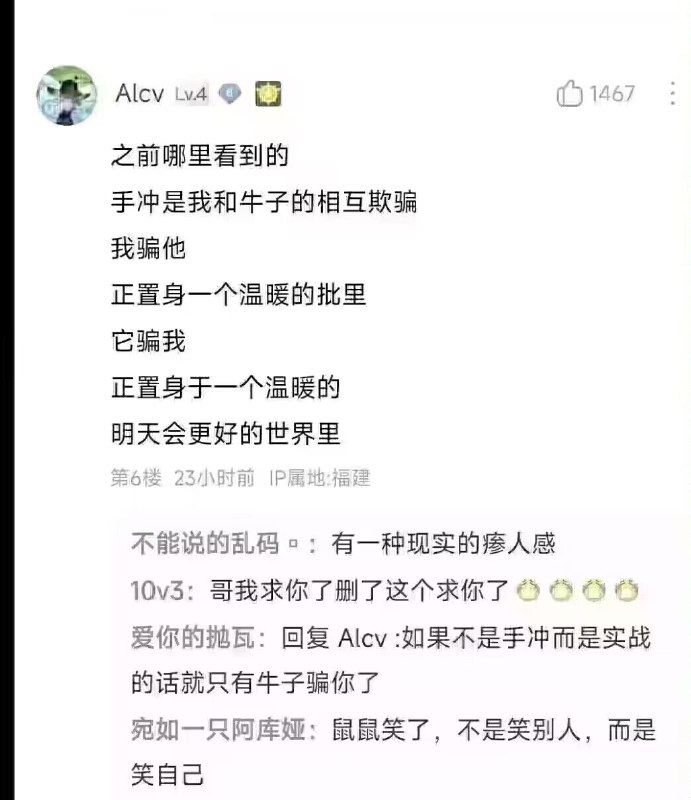 Alcv Lv.4 6 1467
之前哪里看到的
手冲是我和牛子的相互欺骗
我骗他
正置身一个温暖的批里
它骗我
正置身于一个温暖的
明天会更好的世界里
第6楼 23小时前 IP属地:福建
不能说的乱码▫：有一种现实的瘆人感
10v3：哥我求你了删了这个求你了
爱你的抛瓦：回复 Alcv :如果不是手冲而是实战
的话就只有牛子骗你了
宛如一只阿库娅：鼠鼠笑了，不是笑别人，而是
笑自己